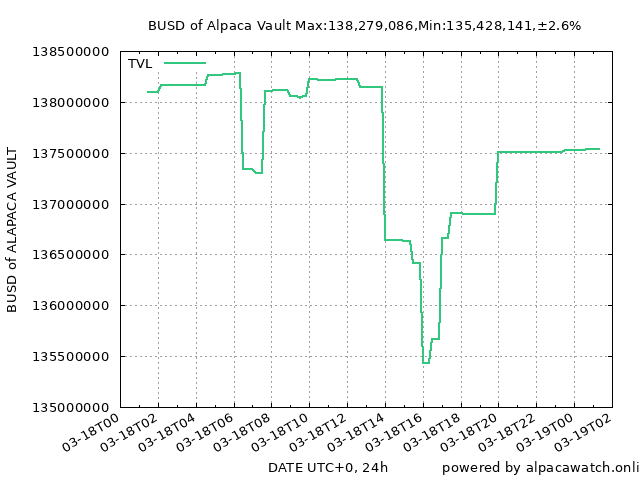 BUSD of Alpaca Vault Max:138,279,086,Min:135,428,141,±2.6%
TVL
138500000
138000000
137500000
137000000
136500000
136000000
135500000
135000000
BUSD of ALAPACA VAULT
03-18T00
03-18T02
03-18T04
03-18T06
03-18T08
03-18T10
03-18T12
03-18T14
03-18T16
03-18T18
03-18T20
03-18T22
03-19T00
03-19T02
DATE UTC+0, 24h
powered by alpacawatch.onli